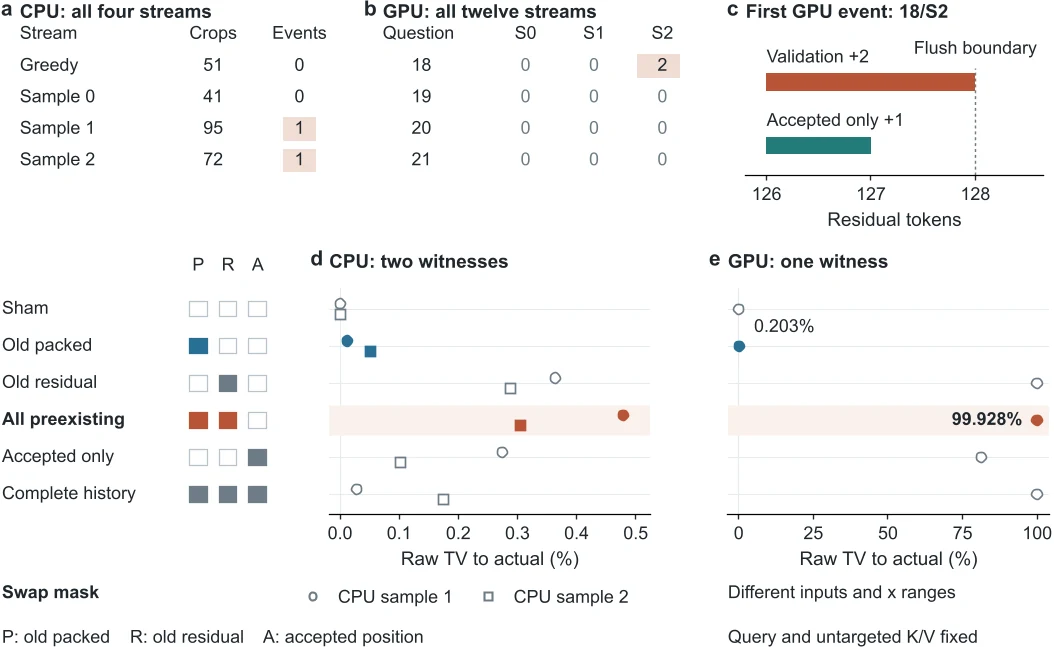 a CPU: all four streams
Stream Crops Events
Greedy 51 0
Sample 0 41 0
Sample 1 95 1
Sample 2 72 1
b GPU: all twelve streams
Question S0 S1 S2
18 0 0 2
19 0 0 0
20 0 0 0
21 0 0 0
c First GPU event: 18/S2
Flush boundary
Validation +2
Accepted only +1
126 127 128
Residual tokens
P R A
Sham
Old packed
Old residual
All preexisting
Accepted only
Complete history
d CPU: two witnesses
0.0 0.1 0.2 0.3 0.4 0.5
Raw TV to actual (%)
CPU sample 1 CPU sample 2
e GPU: one witness
0.203%
99.928%
0 25 50 75 100
Raw TV to actual (%)
Swap mask
Different inputs and x ranges
P: old packed R: old residual A: accepted position
Query and untargeted K/V fixed